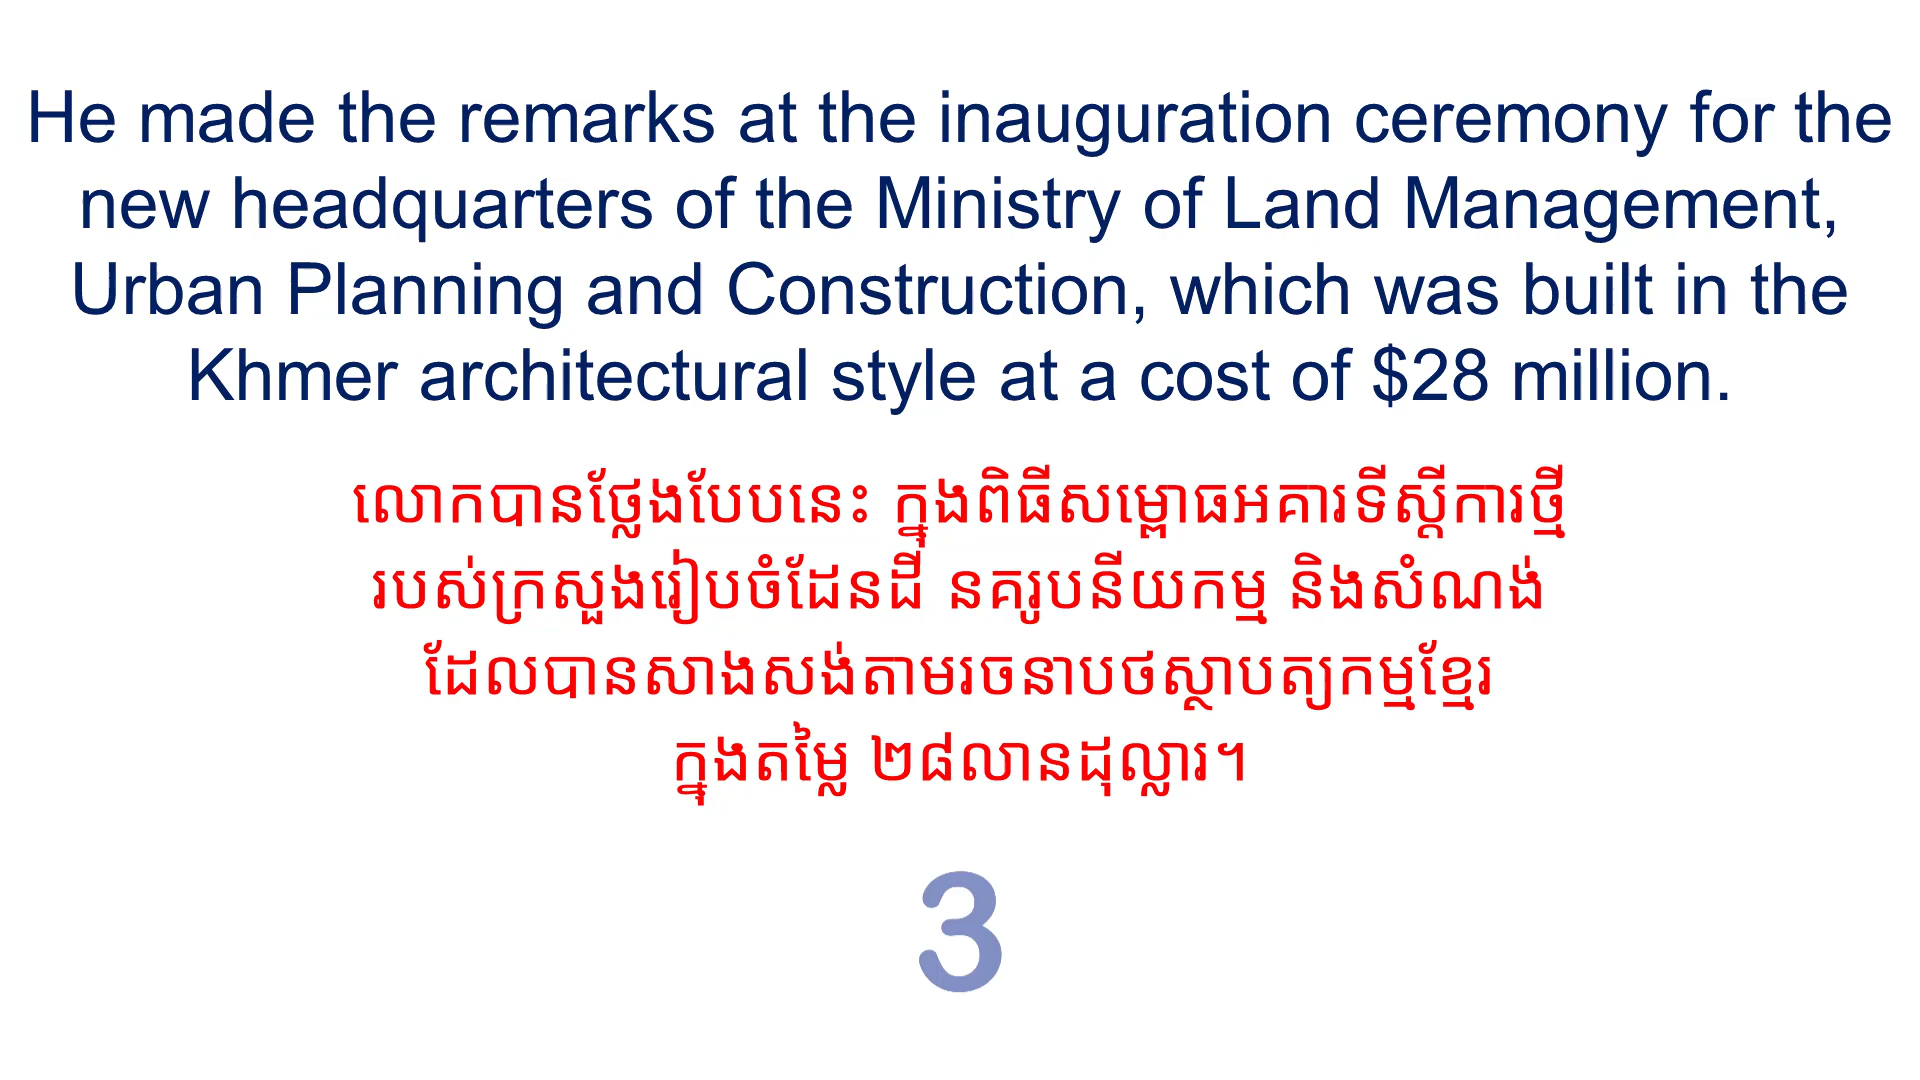 He made the remarks at the inauguration ceremony for the
new headquarters of the Ministry of Land Management,
Urban Planning and Construction, which was built in the
Khmer architectural style at a cost of $28 million.
លោកបានថ្លែងបែបនេះ ក្នុងពិធីសម្ពោធអគារទីស្តីការថ្មី
របស់ក្រសួងរៀបចំដែនដី នគរូបនីយកម្ម និងសំណង់
ដែលបានសាងសង់តាមរចនាបថស្ថាបត្យកម្មខ្មែរ
ក្នុងតម្លៃ ២៨លានដុល្លារ។
3